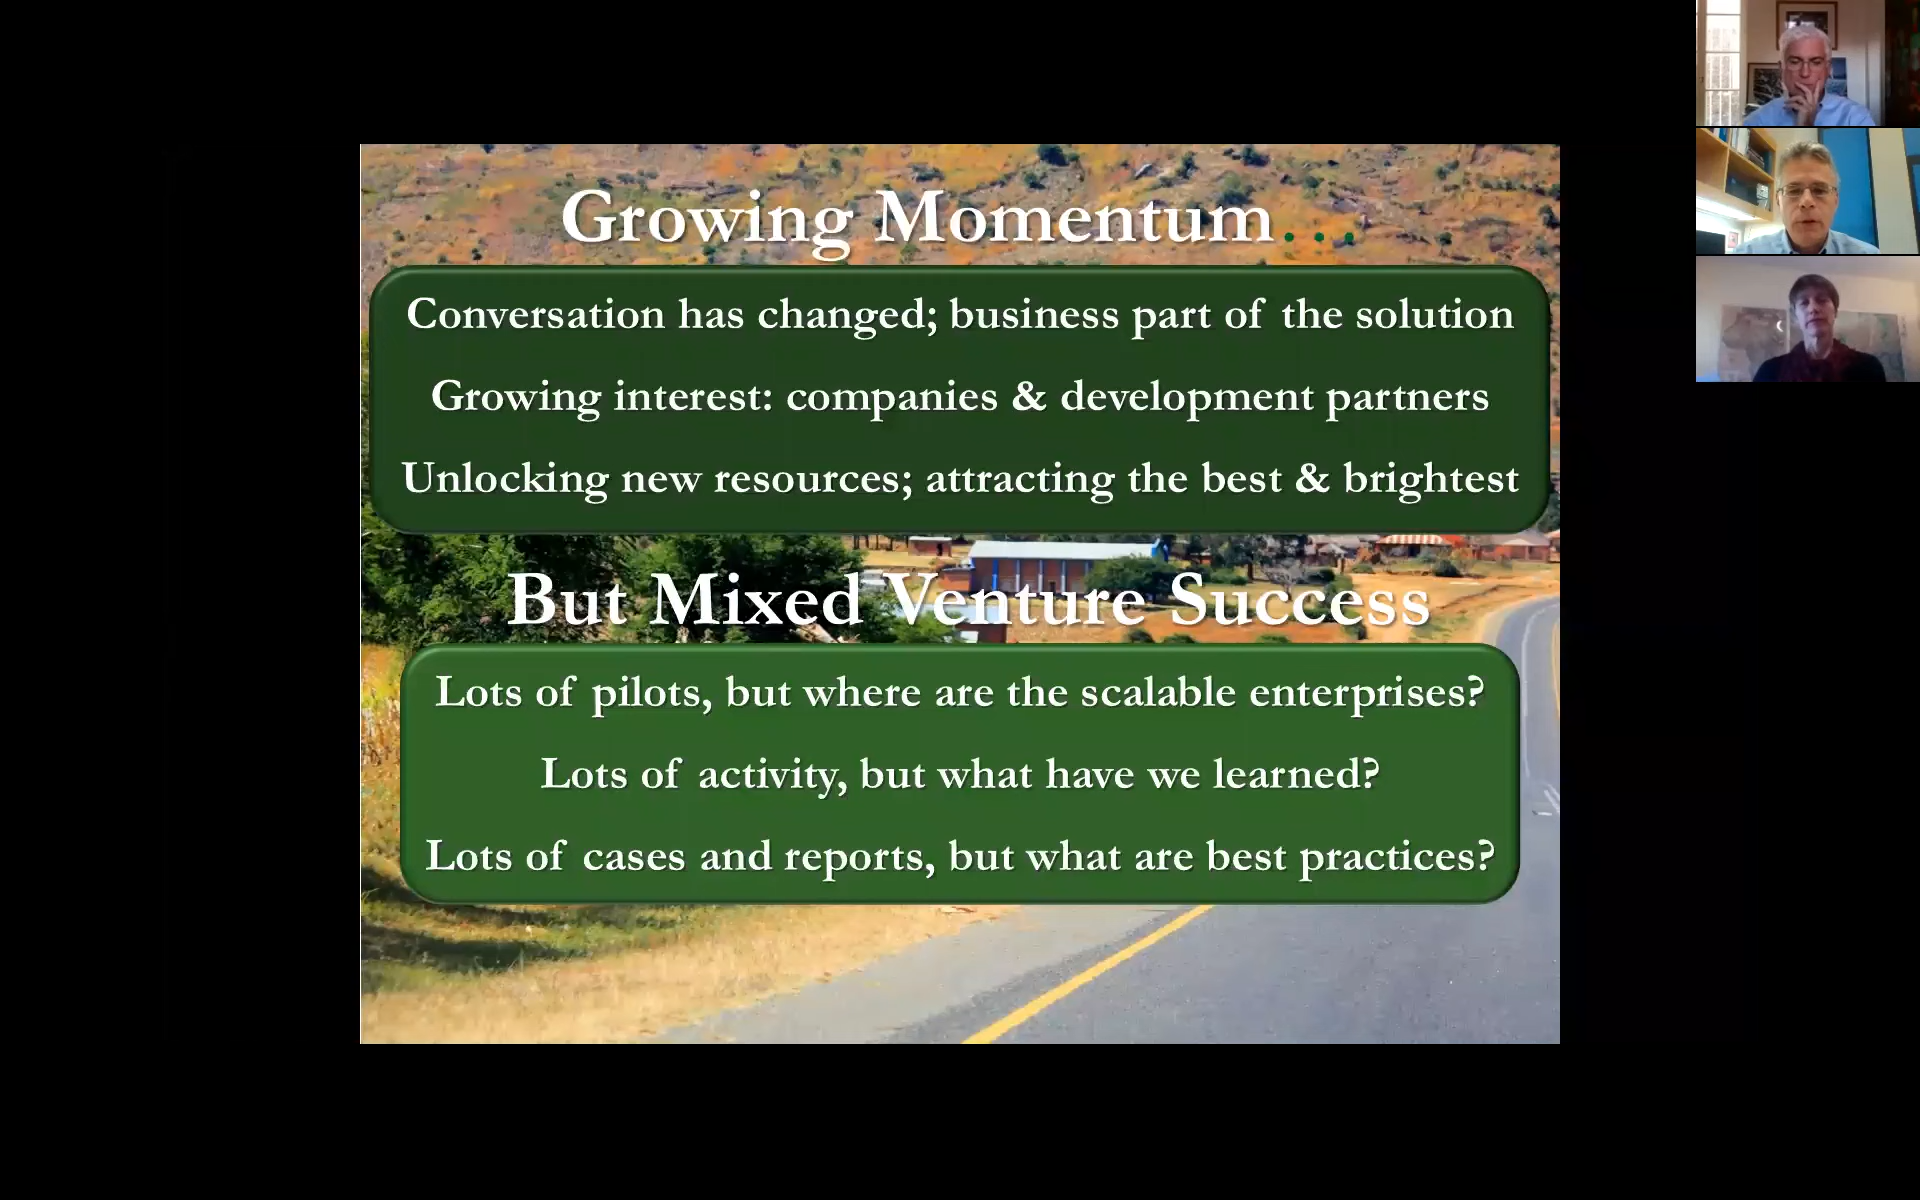 Growing Momentum...
Conversation has changed; business part of the solution
Growing interest: companies & development partners
Unlocking new resources; attracting the best & brightest
But Mixed Venture Success
Lots of pilots, but where are the scalable enterprises?
Lots of activity, but what have we learned?
Lots of cases and reports, but what are best practices?